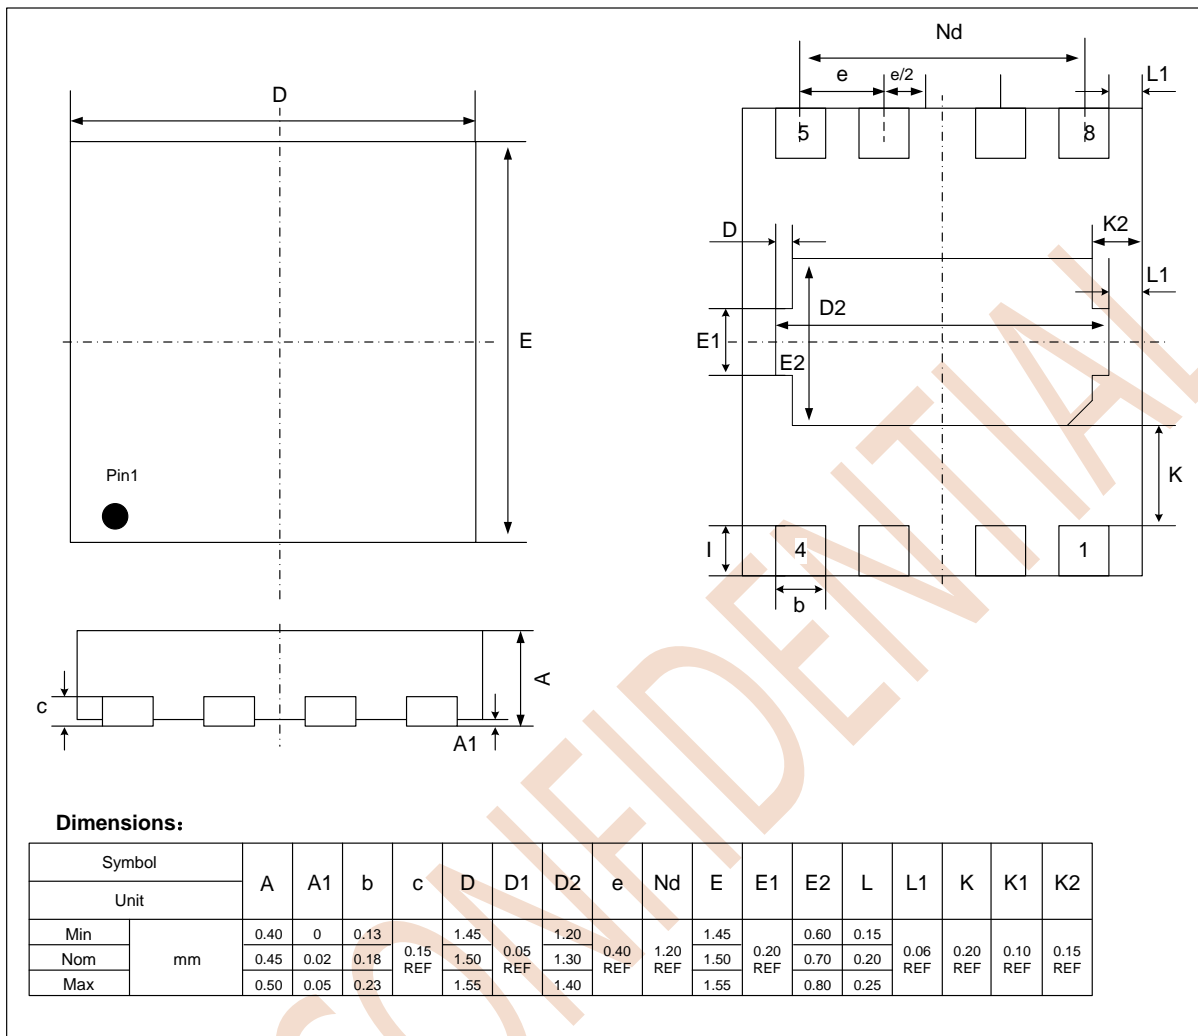 D
E
Pin1
Nd
e
e/2
L1
5
8
D
K2
L1
D2
E1
E2
K
l
4
1
b
c
A
A1
CONFIDENTIAL
Dimensions:
Symbol A A1 b c D D1 D2 e Nd E E1 E2 L L1 K K1 K2
Unit
Min 0.40 0 0.13 1.45 1.20 1.45 0.60 0.15
Nom mm 0.45 0.02 0.18 0.15 REF 1.50 0.05 REF 1.30 0.40 REF 1.20 REF 1.50 0.20 REF 0.70 0.20 0.06 REF 0.20 REF 0.10 REF 0.15 REF
Max 0.50 0.05 0.23 1.55 1.40 1.55 0.80 0.25